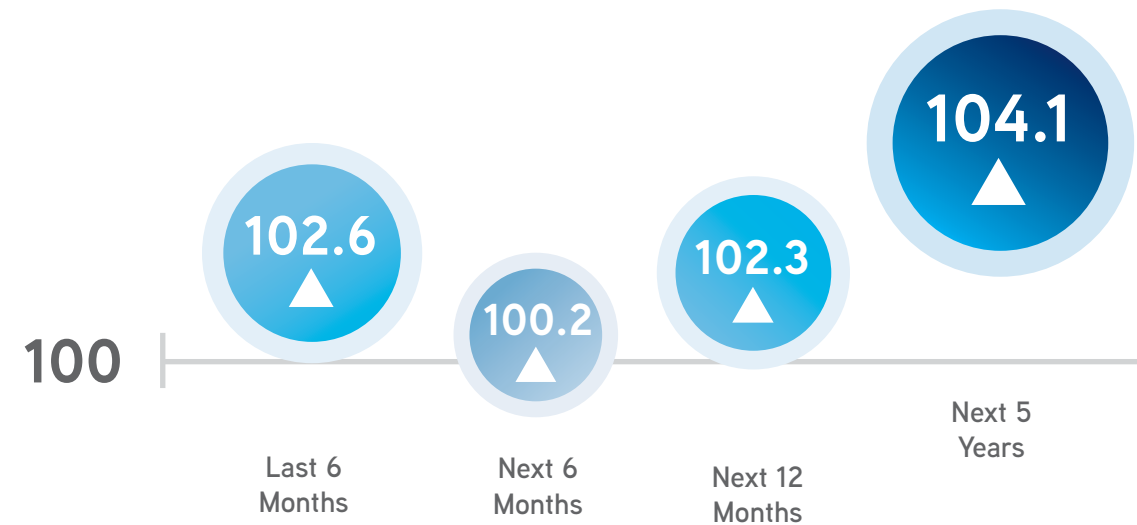 104.1
102.6
102.3
100.2
100
Next 5
Years
Last 6
Months
Next 6
Months
Next 12
Months